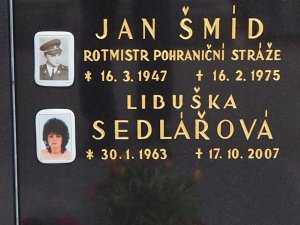 JAN ŠMÍD
ROTMISTR POHRANIČNÍ STRÁŽE
* 16.3.1947 + 16.2.1975
LIBUŠKA
SEDLÁŘOVÁ
* 30.1.1963 + 17.10.2007